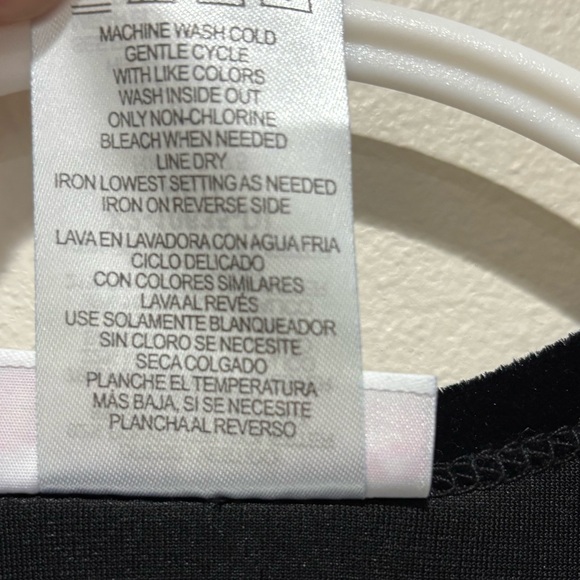 MACHINE WASH COLD
GENTLE CYCLE
WITH LIKE COLORS
WASH INSIDE OUT
ONLY NON-CHLORINE
BLEACH WHEN NEEDED
LINE DRY
IRON LOWEST SETTING AS NEEDED
IRON ON REVERSE SIDE
LAVA EN LAVADORA CON AGUA FRIA
CICLO DELICADO
CON COLORES SIMILARES
LAVA AL REVÉS
USE SOLAMENTE BLANQUEADOR
SIN CLORO SE NECESITE
SECA COLGADO
PLANCHE EL TEMPERATURA
MÁS BAJA, SI SE NECESITE
PLANCHA AL REVERSO